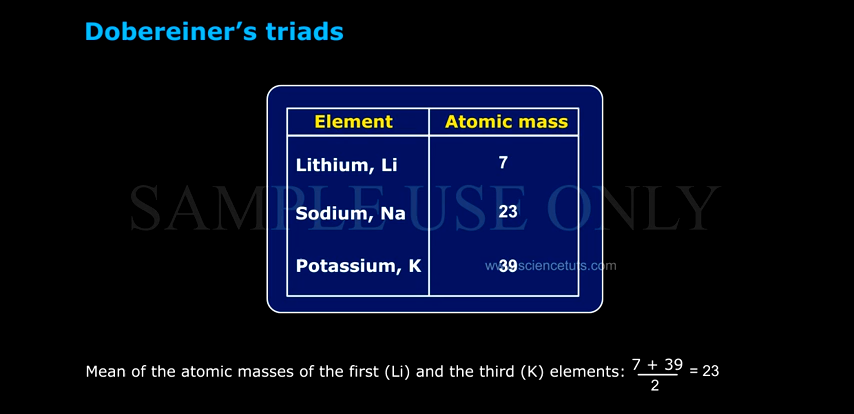 Dobereiner's triads
Element Atomic mass
Lithium, Li 7
SAMPLE USE ONLY
Sodium, Na 23
Potassium, K 39
www.sciencetuts.com
Mean of the atomic masses of the first (Li) and the third (K) elements: 7 + 39 / 2 = 23